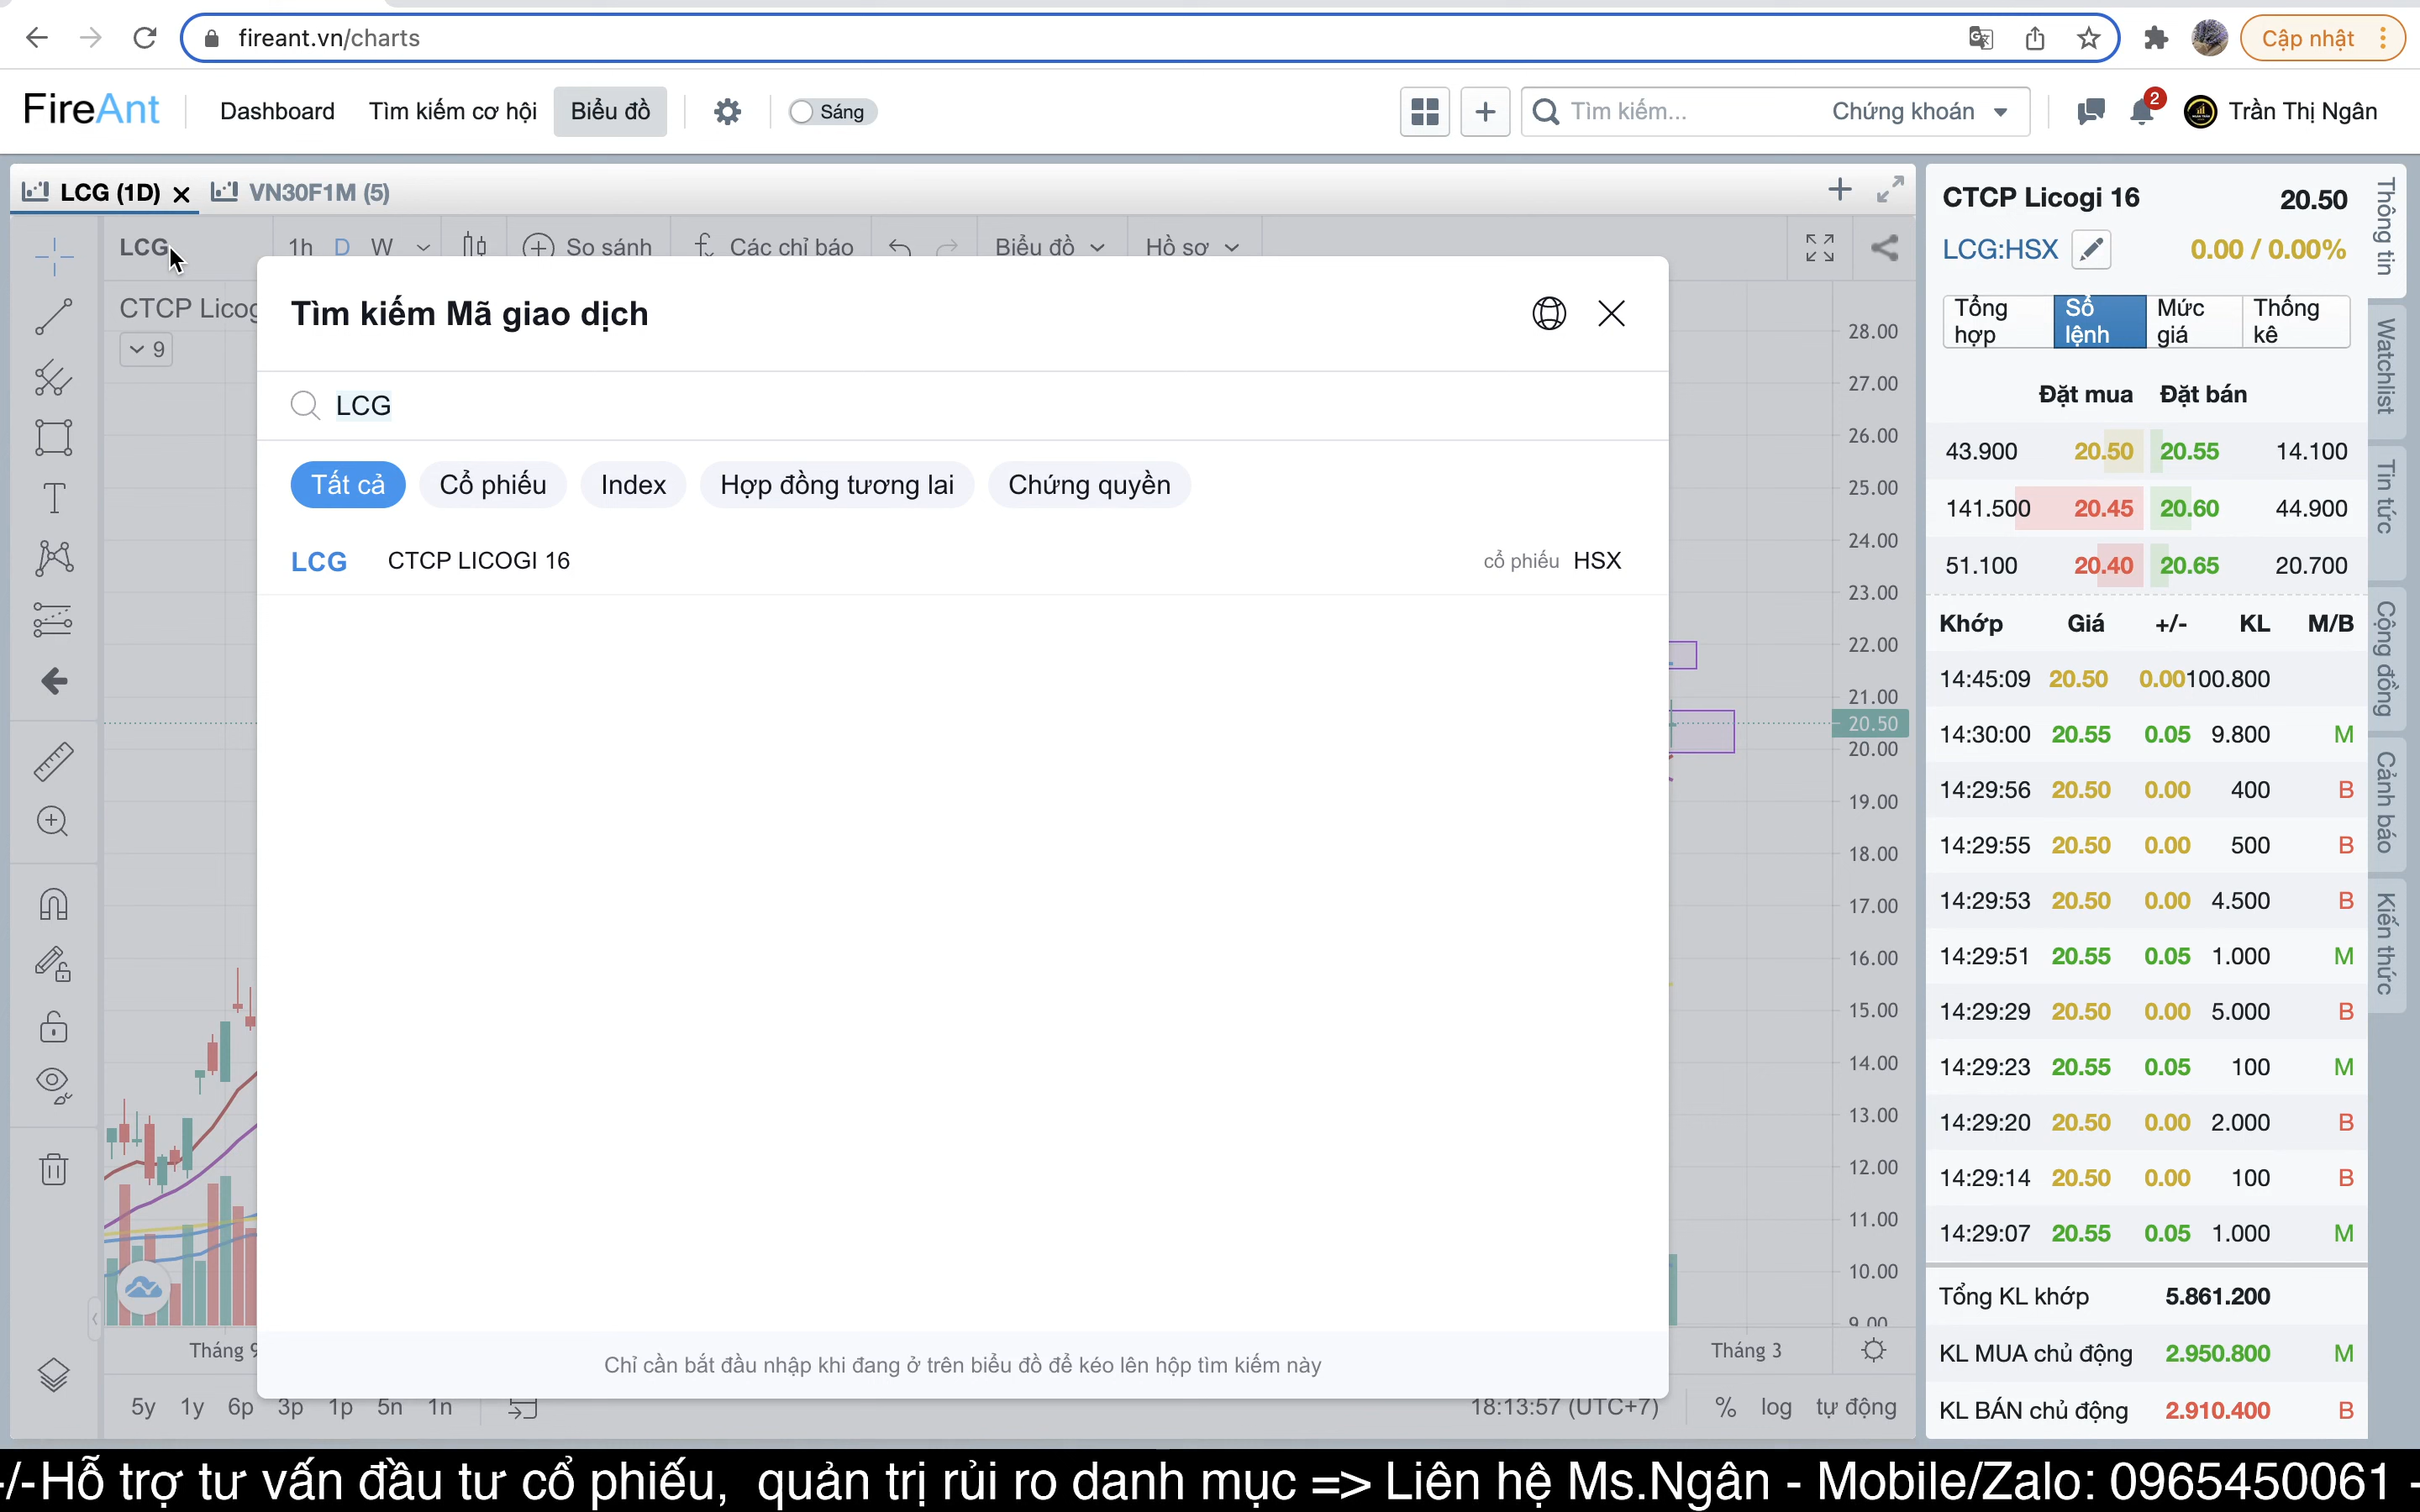 fireant.vn/charts
Cập nhật
FireAnt
Dashboard
Tìm kiếm cơ hội
Biểu đồ
Sáng
Tìm kiếm...
Chứng khoán
2
Trần Thị Ngân
LCG (1D)
VN30F1M (5)
LCG
1h D W
So sánh
Các chỉ báo
Biểu đồ
Hồ sơ
CTCP Licog
9
Tìm kiếm Mã giao dịch
LCG
Tất cả
Cổ phiếu
Index
Hợp đồng tương lai
Chứng quyền
LCG CTCP LICOGI 16 cổ phiếu HSX
Chỉ cần bắt đầu nhập khi đang ở trên biểu đồ để kéo lên hộp tìm kiếm này
28.00
27.00
26.00
25.00
24.00
23.00
22.00
21.00
20.50
20.00
19.00
18.00
17.00
16.00
15.00
14.00
13.00
12.00
11.00
10.00
9.00
Tháng 9
Tháng 3
5y 1y 6p 3p 1p 5n 1n
18:13:57 (UTC+7)
% log tự động
CTCP Licogi 16 20.50
LCG:HSX 0.00 / 0.00%
Tổng hợp
Sổ lệnh
Mức giá
Thống kê
Đặt mua Đặt bán
43.900 20.50 20.55 14.100
141.500 20.45 20.60 44.900
51.100 20.40 20.65 20.700
Khớp Giá +/- KL M/B
14:45:09 20.50 0.00 100.800
14:30:00 20.55 0.05 9.800 M
14:29:56 20.50 0.00 400 B
14:29:55 20.50 0.00 500 B
14:29:53 20.50 0.00 4.500 B
14:29:51 20.55 0.05 1.000 M
14:29:29 20.50 0.00 5.000 B
14:29:23 20.55 0.05 100 M
14:29:20 20.50 0.00 2.000 B
14:29:14 20.50 0.00 100 B
14:29:07 20.55 0.05 1.000 M
Tổng KL khớp 5.861.200
KL MUA chủ động 2.950.800 M
KL BÁN chủ động 2.910.400 B
Thông tin
Watchlist
Tin tức
Cộng đồng
Cảnh báo
Kiến thức
-/-Hỗ trợ tư vấn đầu tư cổ phiếu, quản trị rủi ro danh mục => Liên hệ Ms.Ngân - Mobile/Zalo: 0965450061 -